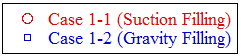 Case 1-1 (Suction Filling)
Case 1-2 (Gravity Filling)